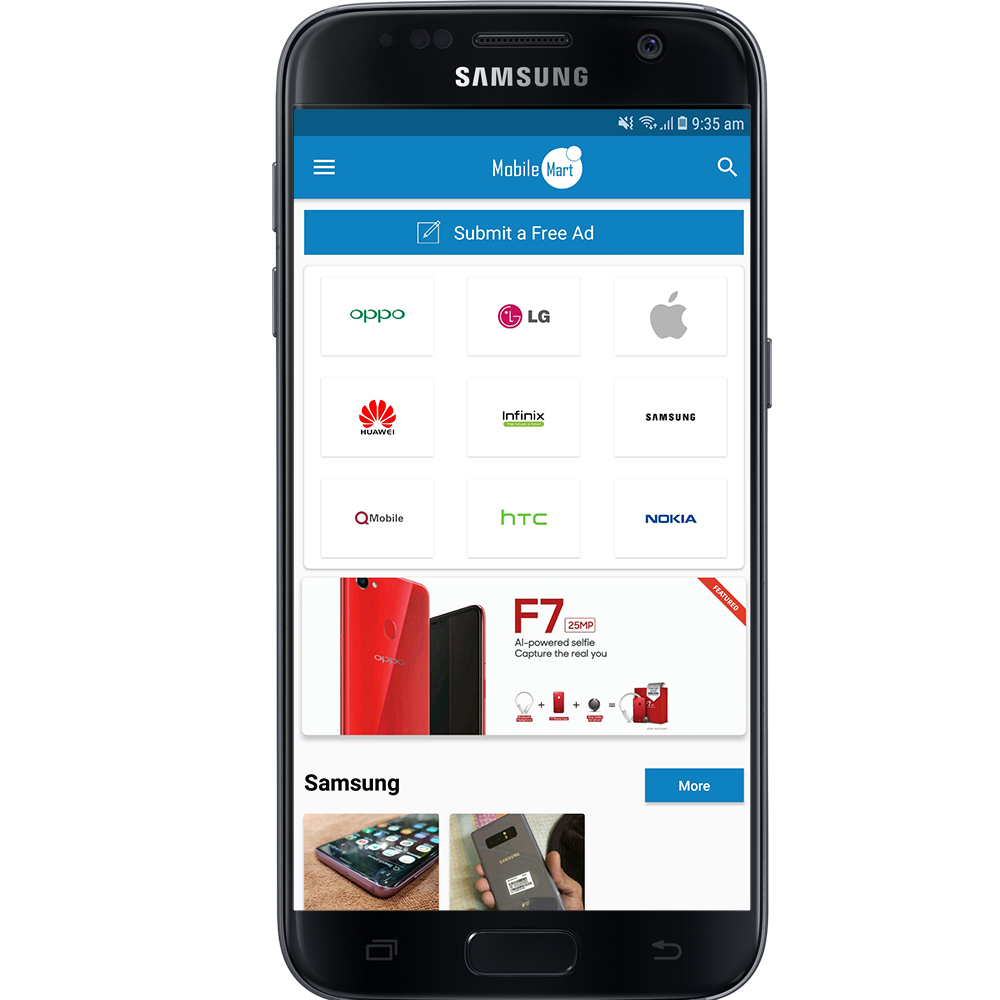 SAMSUNG
9:35 am
Mobile Mart
Submit a Free Ad
oppo
LG
HUAWEI
Infinix
SAMSUNG
QMobile
hTC
NOKIA
FEATURED
F7 25MP
AI-powered selfie
Capture the real you
oppo
+ + =
Samsung
More
SAMSUNG